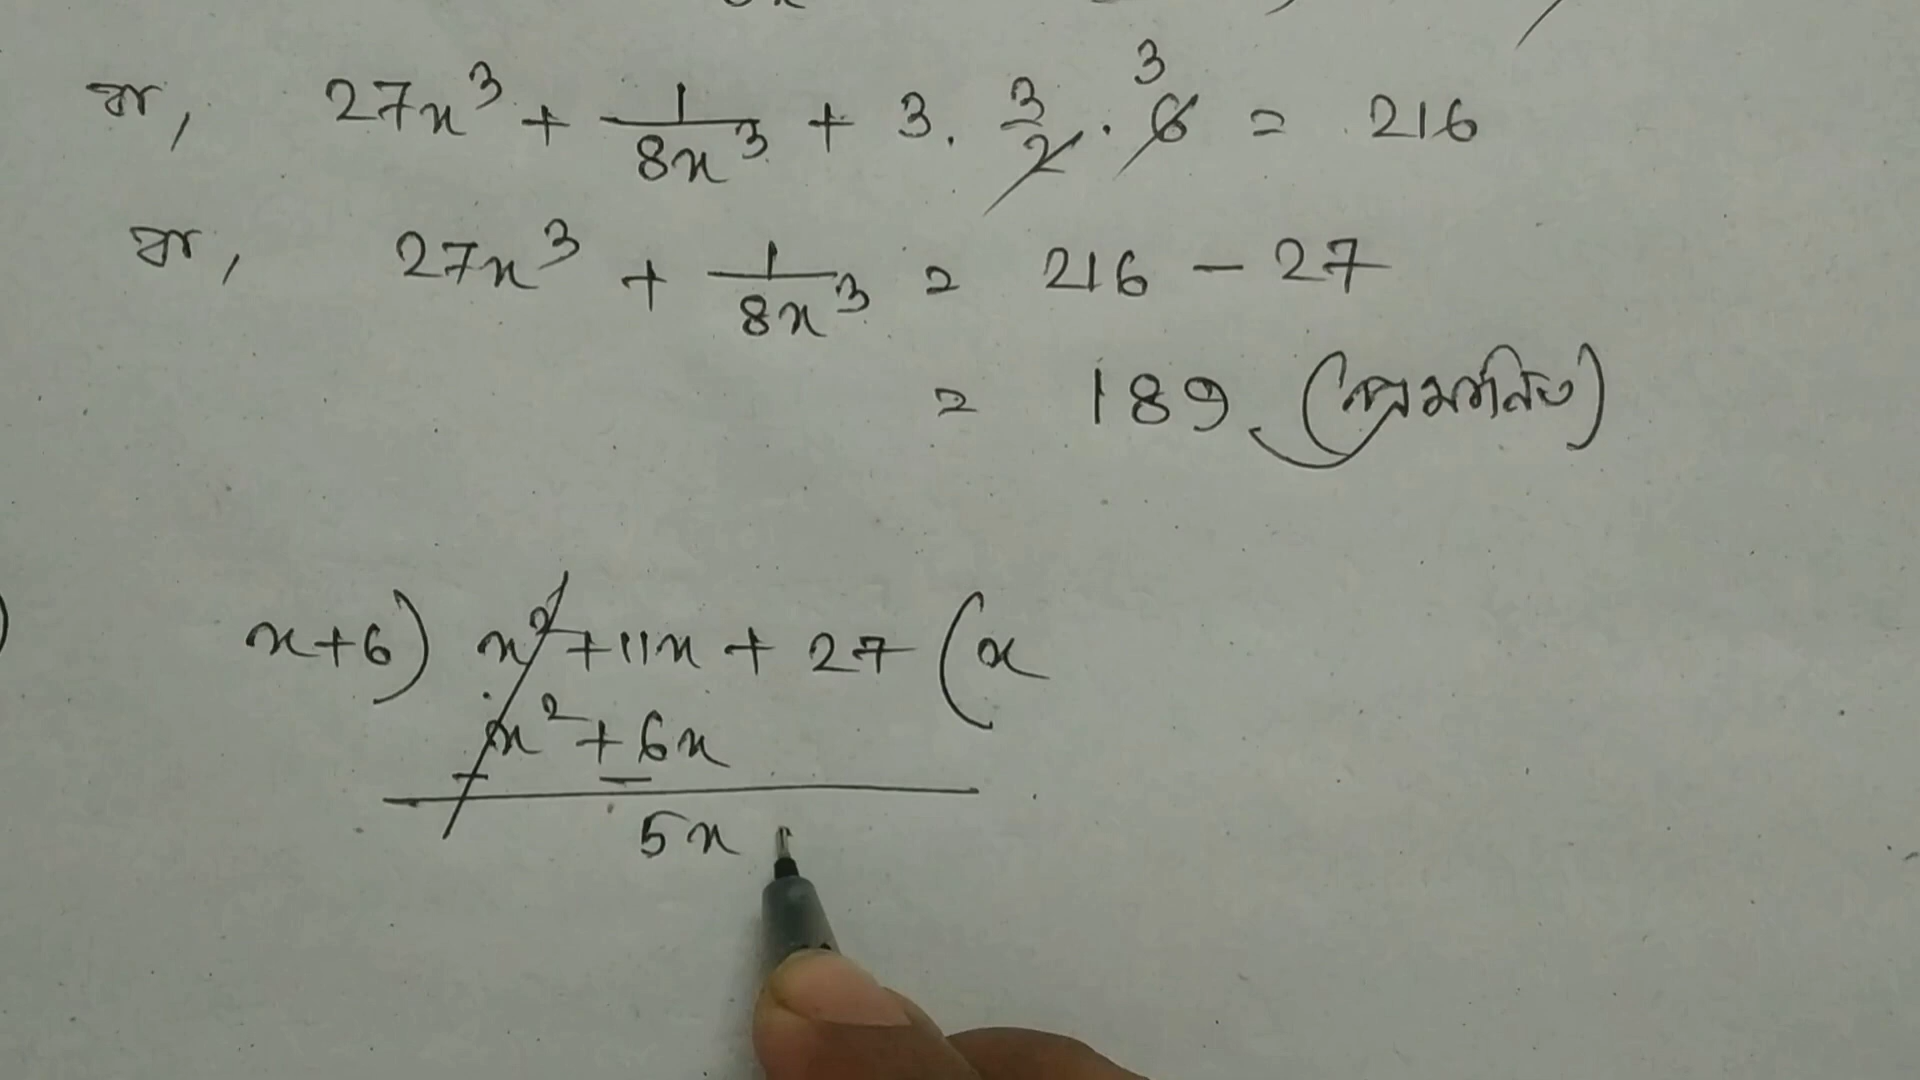 বা, 27x³ + 1/8x³ + 3. 3/2 . 6 3 = 216
বা, 27x³ + 1/8x³ = 216 - 27
= 189 (প্রমাণিত)
x+6) x²+11x + 27 (x
x² + 6x
- -
5x